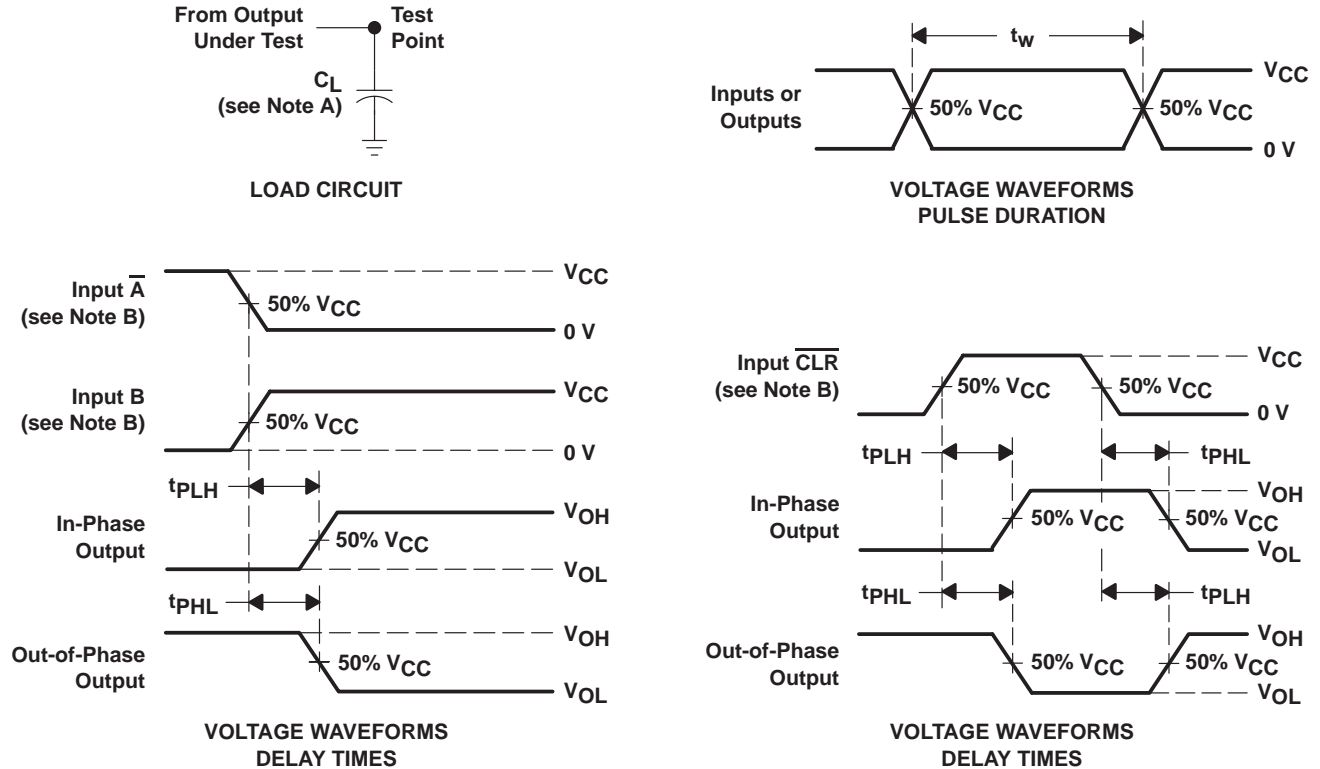 From Output
Under Test
Test
Point
CL
(see Note A)
LOAD CIRCUIT
tw
Inputs or
Outputs
50% VCC
50% VCC
VCC
0 V
VOLTAGE WAVEFORMS
PULSE DURATION
Input A̅
(see Note B)
50% VCC
VCC
0 V
Input B
(see Note B)
50% VCC
VCC
0 V
tPLH
In-Phase
Output
50% VCC
VOH
VOL
tPHL
Out-of-Phase
Output
50% VCC
VOH
VOL
VOLTAGE WAVEFORMS
DELAY TIMES
Input C̅L̅R̅
(see Note B)
50% VCC
50% VCC
VCC
0 V
tPLH
tPHL
In-Phase
Output
50% VCC
50% VCC
VOH
VOL
tPHL
tPLH
Out-of-Phase
Output
50% VCC
50% VCC
VOH
VOL
VOLTAGE WAVEFORMS
DELAY TIMES